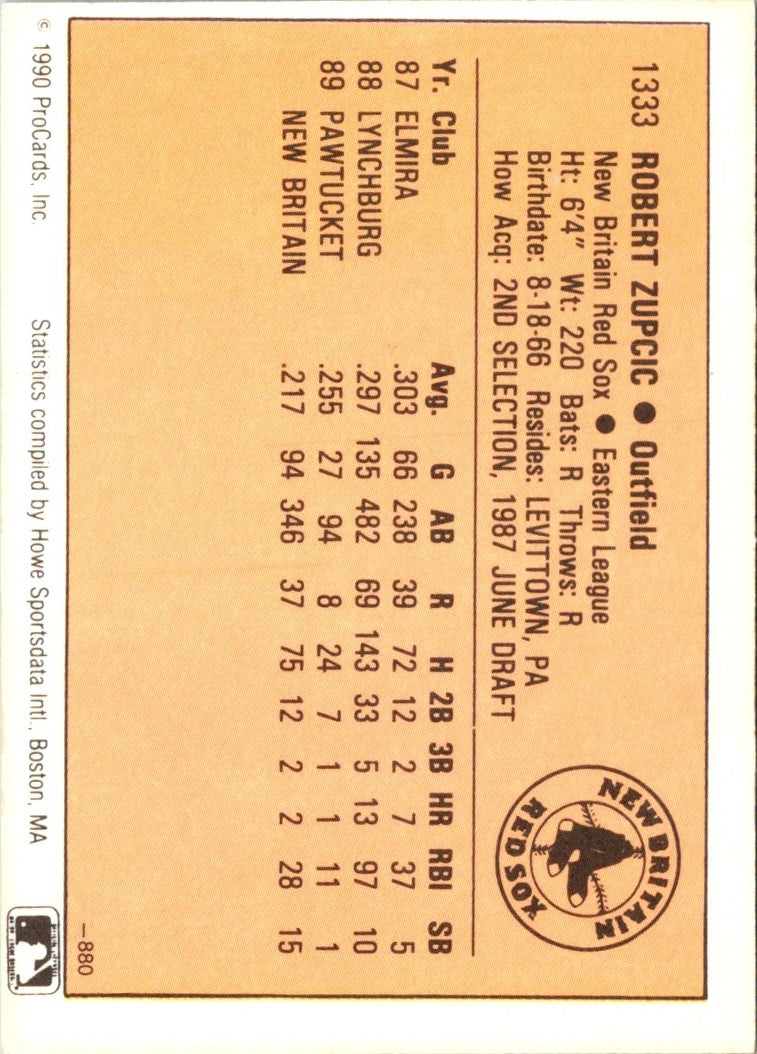 1333 ROBERT ZUPCIC ● Outfield
New Britain Red Sox ● Eastern League
Ht: 6'4" Wt: 220 Bats: R Throws: R
Birthdate: 8-18-66 Resides: LEVITTOWN, PA
How Acq: 2ND SELECTION, 1987 JUNE DRAFT
NEW BRITAIN
RED SOX
Yr. Club Avg. G AB R H 2B 3B HR RBI SB
87 ELMIRA .303 66 238 39 72 12 2 7 37 5
88 LYNCHBURG .297 135 482 69 143 33 5 13 97 10
89 PAWTUCKET .255 27 94 8 24 7 1 1 11 1
NEW BRITAIN .217 94 346 37 75 12 2 2 28 15
—880
© 1990 ProCards, Inc. Statistics compiled by Howe Sportsdata Intl., Boston, MA